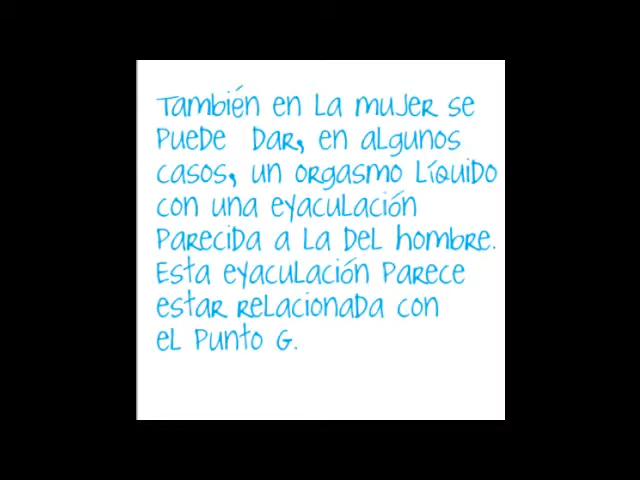 También en la mujer se
puede dar, en algunos
casos, un orgasmo líquido
con una eyaculación
parecida a la del hombre.
Esta eyaculación parece
estar relacionada con
el Punto G.